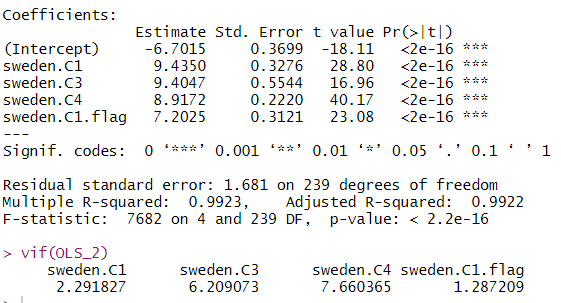 Coefficients:
Estimate Std. Error t value Pr(>|t|)
(Intercept) -6.7015 0.3699 -18.11 <2e-16 ***
sweden.C1 9.4350 0.3276 28.80 <2e-16 ***
sweden.C3 9.4047 0.5544 16.96 <2e-16 ***
sweden.C4 8.9172 0.2220 40.17 <2e-16 ***
sweden.C1.flag 7.2025 0.3121 23.08 <2e-16 ***
---
Signif. codes: 0 ‘***’ 0.001 ‘**’ 0.01 ‘*’ 0.05 ‘.’ 0.1 ‘ ’ 1
Residual standard error: 1.681 on 239 degrees of freedom
Multiple R-squared: 0.9923, Adjusted R-squared: 0.9922
F-statistic: 7682 on 4 and 239 DF, p-value: < 2.2e-16
> vif(OLS_2)
sweden.C1 sweden.C3 sweden.C4 sweden.C1.flag
2.291827 6.209073 7.660365 1.287209